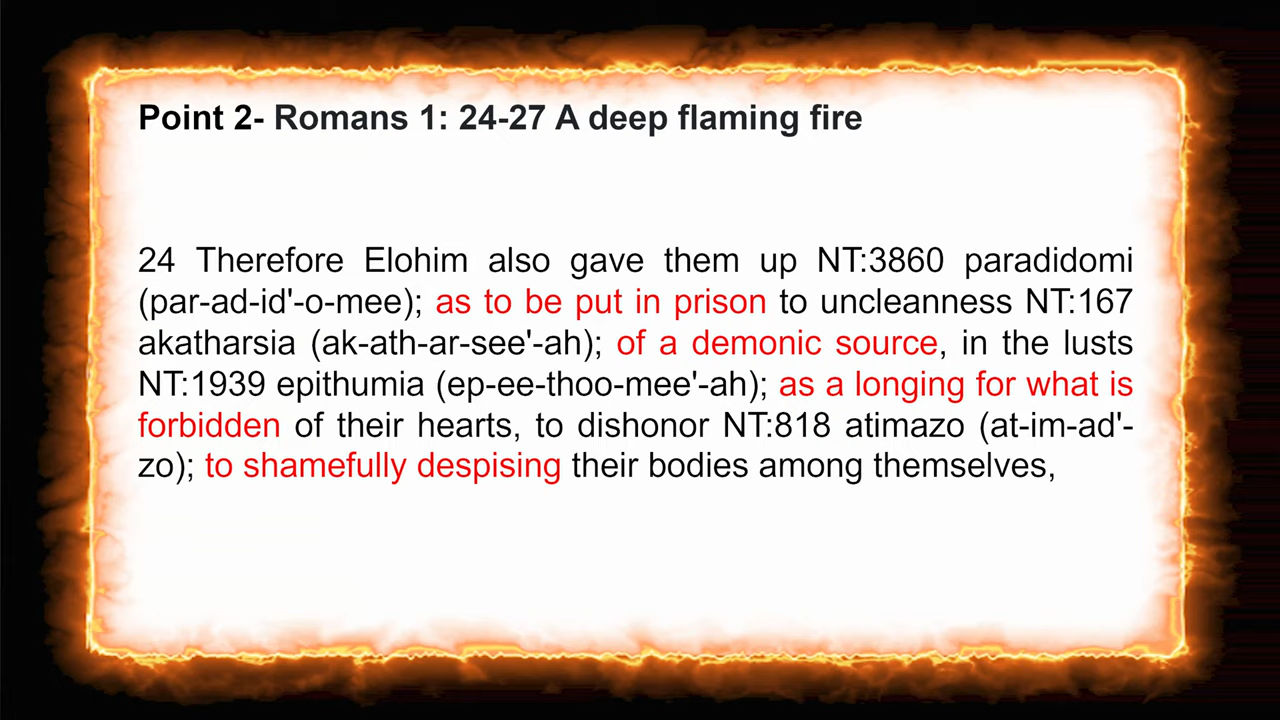 Point 2- Romans 1: 24-27 A deep flaming fire
24 Therefore Elohim also gave them up NT:3860 paradidomi
(par-ad-id'-o-mee); as to be put in prison to uncleanness NT:167
akatharsia (ak-ath-ar-see'-ah); of a demonic source, in the lusts
NT:1939 epithumia (ep-ee-thoo-mee'-ah); as a longing for what is
forbidden of their hearts, to dishonor NT:818 atimazo (at-im-ad'-
zo); to shamefully despising their bodies among themselves,